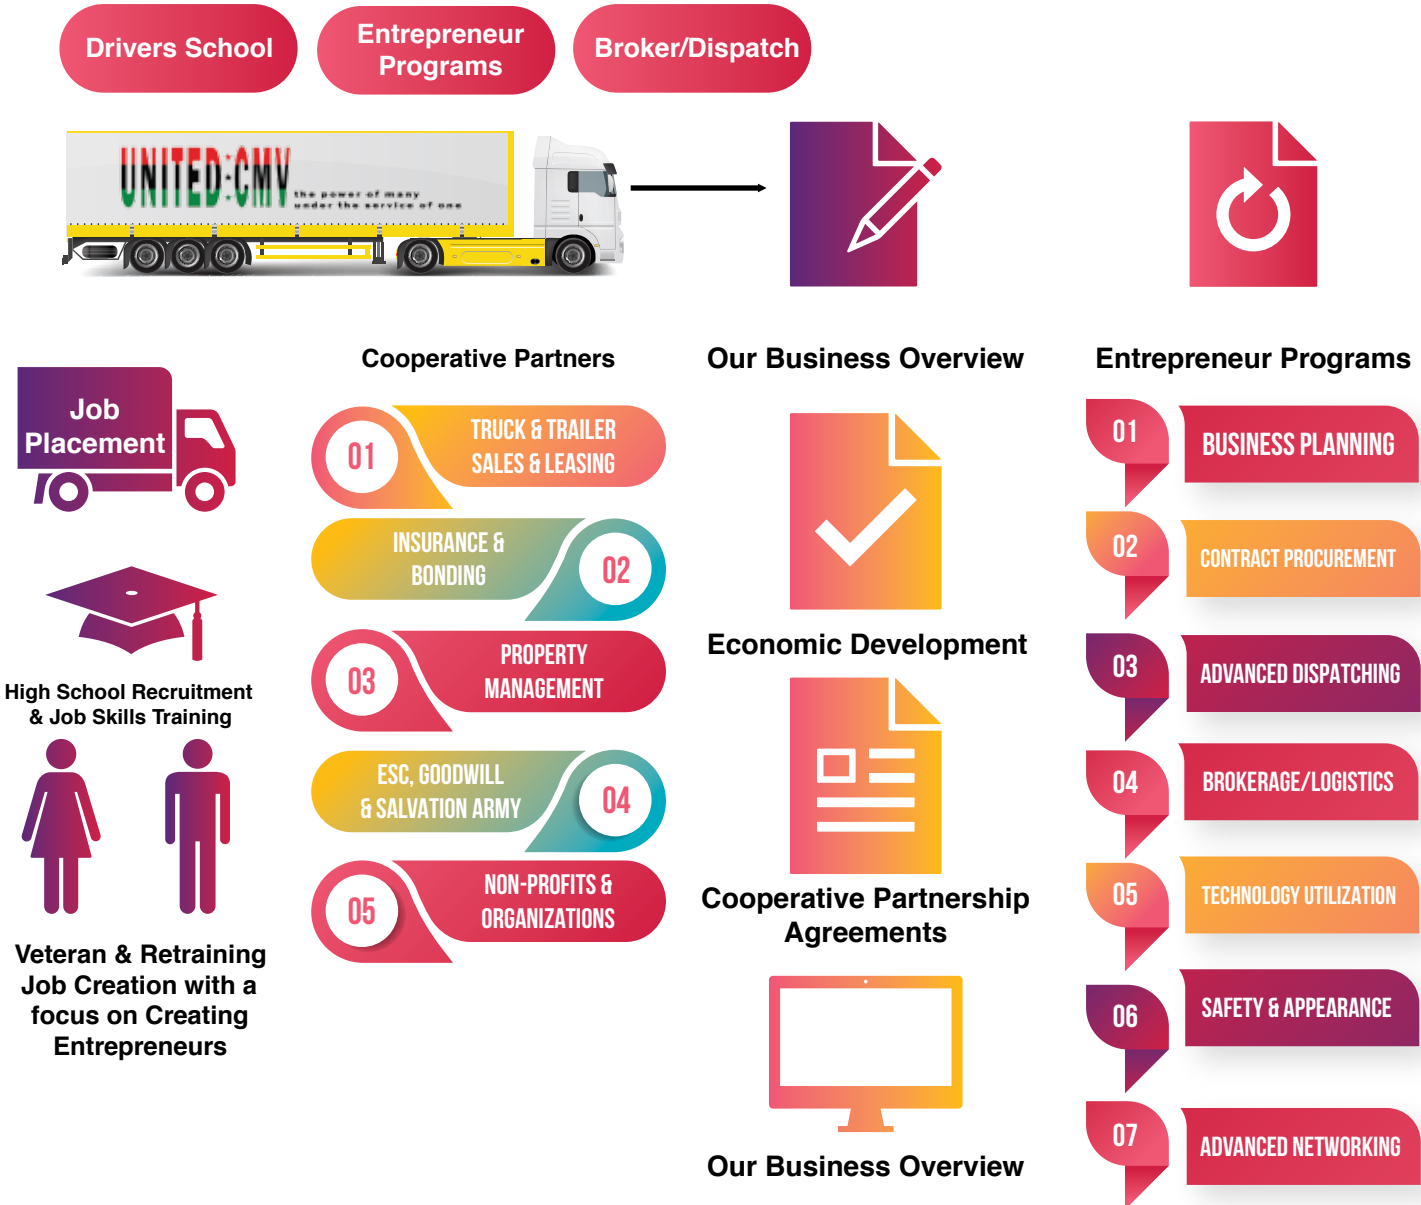 Drivers School
Entrepreneur
Programs
Broker/Dispatch
UNITED CMV
the power of many
under the service of one
Job
Placement
High School Recruitment
& Job Skills Training
Veteran & Retraining
Job Creation with a
focus on Creating
Entrepreneurs
Cooperative Partners
01
TRUCK & TRAILER
SALES & LEASING
INSURANCE &
BONDING
02
03
PROPERTY
MANAGEMENT
ESC, GOODWILL
& SALVATION ARMY
04
05
NON-PROFITS &
ORGANIZATIONS
Our Business Overview
Economic Development
Cooperative Partnership
Agreements
Our Business Overview
Entrepreneur Programs
01
BUSINESS PLANNING
02
CONTRACT PROCUREMENT
03
ADVANCED DISPATCHING
04
BROKERAGE/LOGISTICS
05
TECHNOLOGY UTILIZATION
06
SAFETY & APPEARANCE
07
ADVANCED NETWORKING